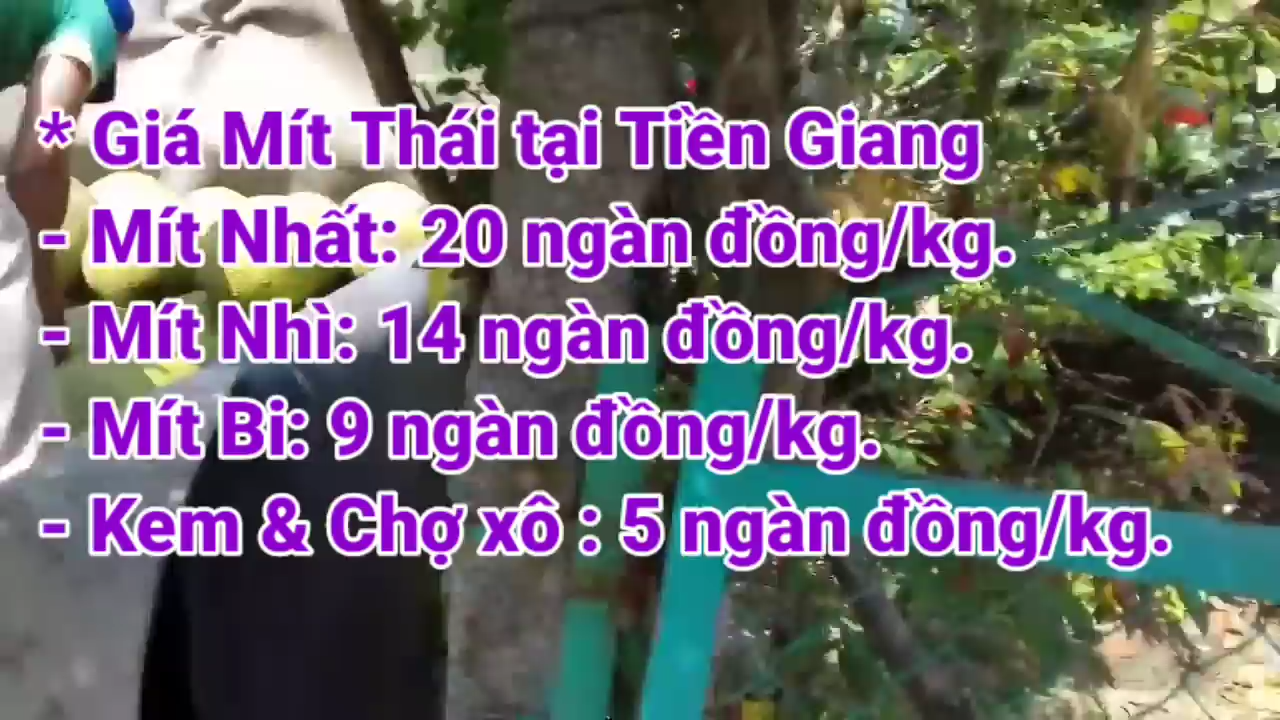 * Giá Mít Thái tại Tiền Giang
- Mít Nhất: 20 ngàn đồng/kg.
- Mít Nhì: 14 ngàn đồng/kg.
- Mít Bi: 9 ngàn đồng/kg.
- Kem & Chợ xô : 5 ngàn đồng/kg.